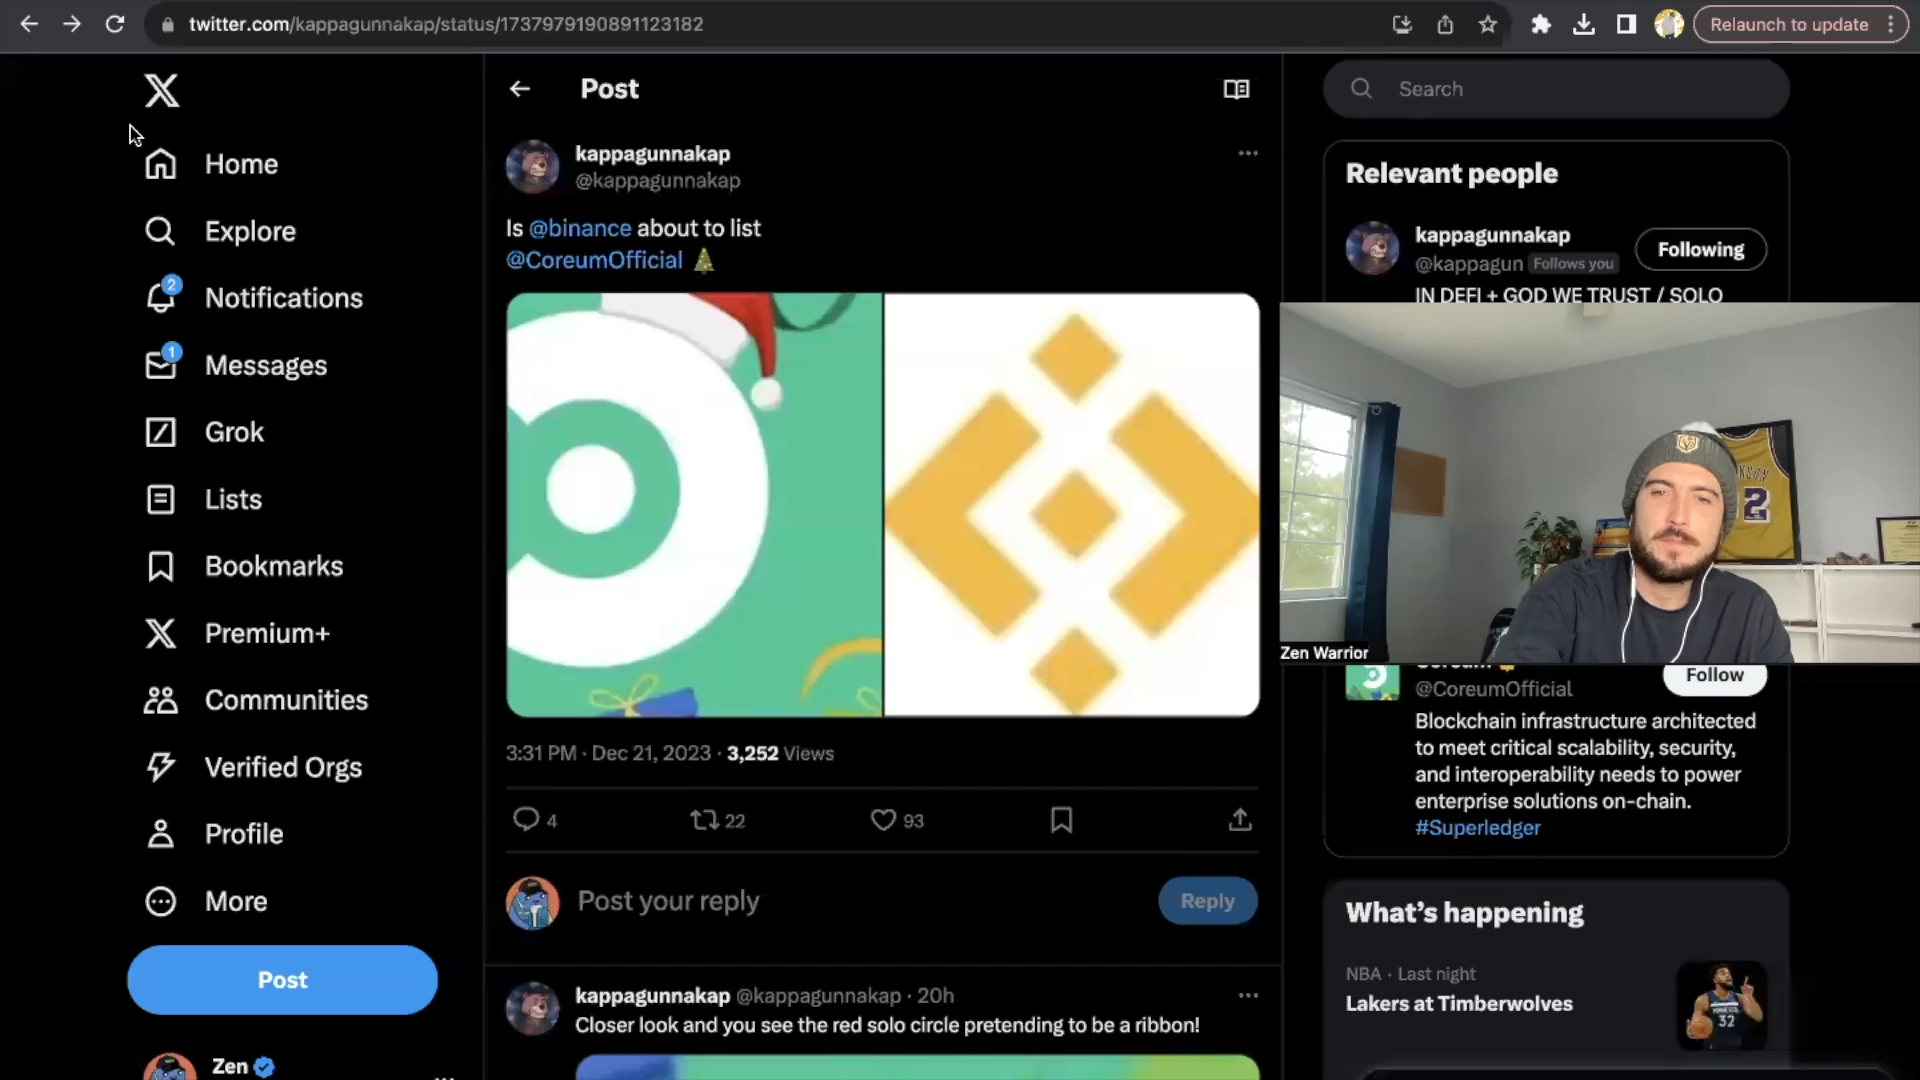 twitter.com/kappagunnakap/status/1737979190891123182
Relaunch to update
Home
Explore
2
Notifications
1
Messages
Grok
Lists
Bookmarks
Premium+
Communities
Verified Orgs
Profile
More
Post
Zen
Post
kappagunnakap
@kappagunnakap
Is @binance about to list
@CoreumOfficial
3:31 PM · Dec 21, 2023 · 3,252 Views
4
22
93
Post your reply
Reply
kappagunnakap @kappagunnakap · 20h
Closer look and you see the red solo circle pretending to be a ribbon!
Search
Relevant people
kappagunnakap
@kappagun Follows you
Following
IN DEFI + GOD WE TRUST / SOLO
2
Zen Warrior
@CoreumOfficial
Follow
Blockchain infrastructure architected
to meet critical scalability, security,
and interoperability needs to power
enterprise solutions on-chain.
#Superledger
What's happening
NBA · Last night
Lakers at Timberwolves
32